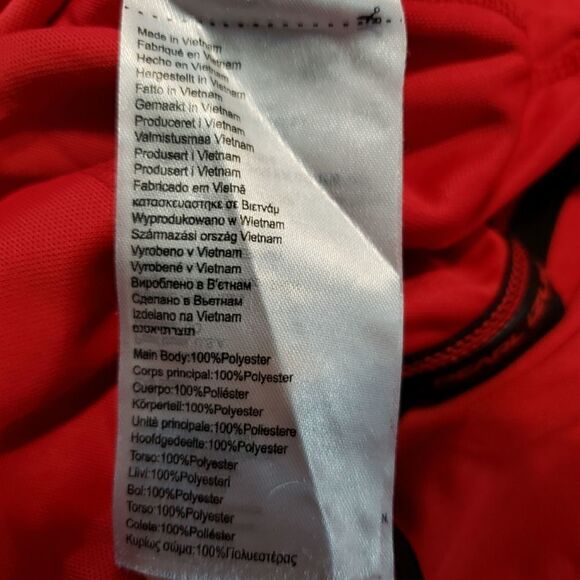 Made in Vietnam
Fabriqué en Vietnam
Hecho en Vietnam
Hergestellt in Vietnam
Fatto in Vietnam
Gemaakt in Vietnam
Produceret i Vietnam
Valmistusmaa Vietnam
Produsert i Vietnam
Produsert i Vietnam
Fabricado em Vietnã
κατασκευαστηκε σε Βιετνάμ
Wyprodukowano w Wietnam
Származási ország Vietnam
Vyrobeno v Vietnam
Vyrobené v Vietnam
Вироблено в В'єтнам
Сделано в Вьетнам
Izdelano na Vietnam
Main Body:100%Polyester
Corps principal:100%Polyester
Cuerpo:100%Poliéster
Körperteil:100%Polyester
Unité principale:100%Poliestere
Hoofdgedeelte:100%Polyester
Torso:100%Polyester
Liivi:100%Polyesteri
Bol:100%Polyester
Torso:100%Polyester
Colete:100%Poliéster
Κυρίως σώμα:100%Πολυεστέρας